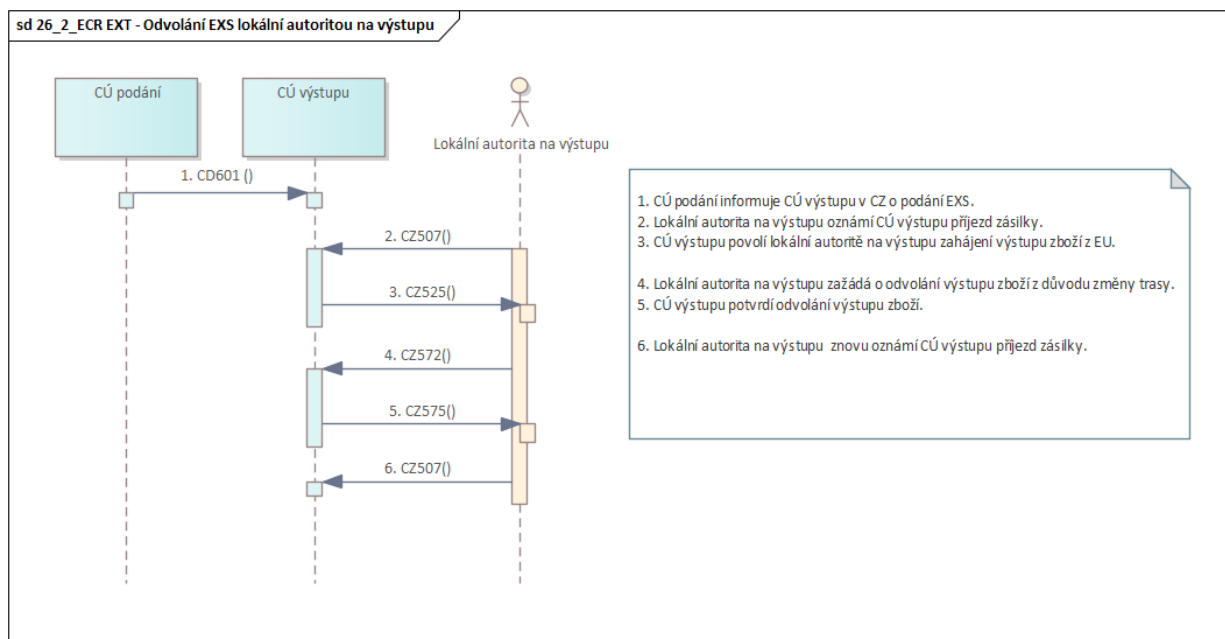 sd 26_2_ECR EXT - Odvolání EXS lokální autoritou na výstupu
CÚ podání
CÚ výstupu
Lokální autorita na výstupu
1. CD601 ()
2. CZ507()
3. CZ525()
4. CZ572()
5. CZ575()
6. CZ507()
1. CÚ podání informuje CÚ výstupu v CZ o podání EXS.
2. Lokální autorita na výstupu oznámí CÚ výstupu příjezd zásilky.
3. CÚ výstupu povolí lokální autoritě na výstupu zahájení výstupu zboží z EU.
4. Lokální autorita na výstupu zažádá o odvolání výstupu zboží z důvodu změny trasy.
5. CÚ výstupu potvrdí odvolání výstupu zboží.
6. Lokální autorita na výstupu znovu oznámí CÚ výstupu příjezd zásilky.